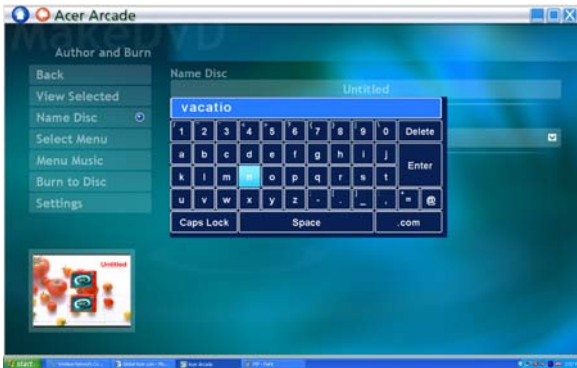 Acer Arcade
MakeDVD
Author and Burn
Back
View Selected
Name Disc
Select Menu
Menu Music
Burn to Disc
Settings
Name Disc
Untitled
vacatio
1 2 3 4 5 6 7 8 9 0 Delete
a b c d e f g h i j
Enter
k l m n o p q r s t
u v w x y z - . _ , = @
Caps Lock Space .com
Untitled
start